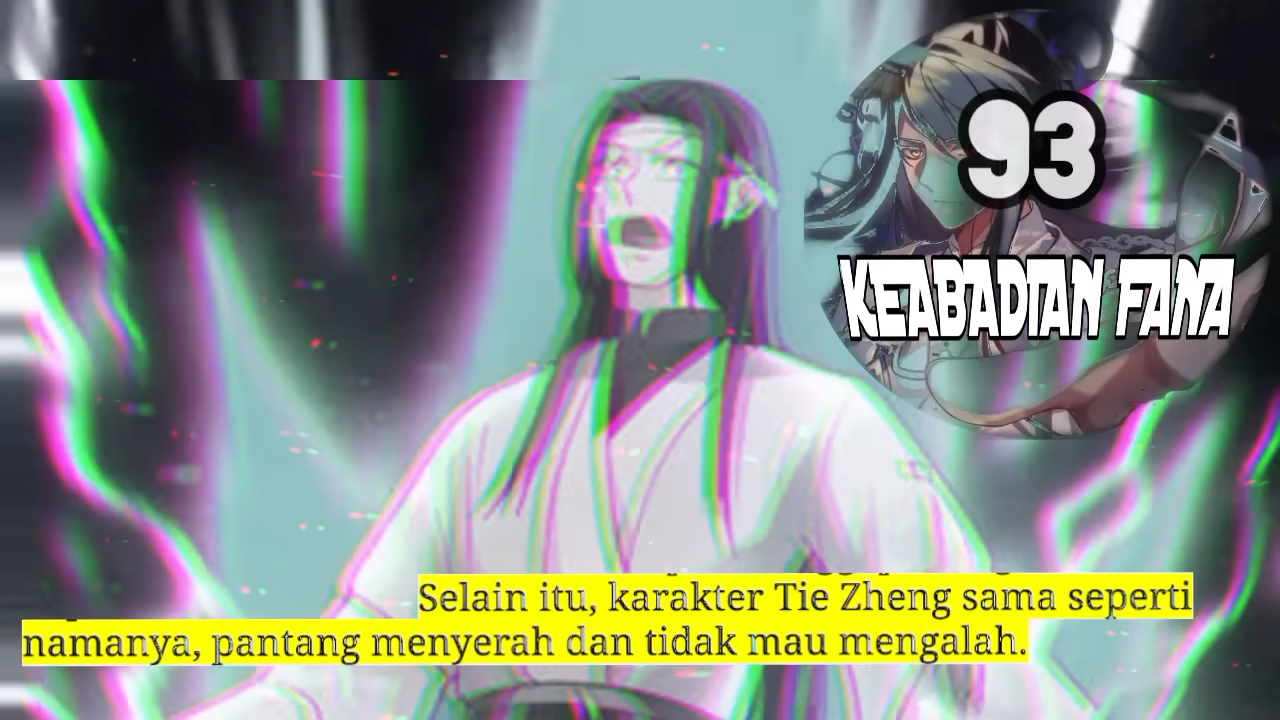 93
KEABADIAN FANA
Selain itu, karakter Tie Zheng sama seperti
namanya, pantang menyerah dan tidak mau mengalah.